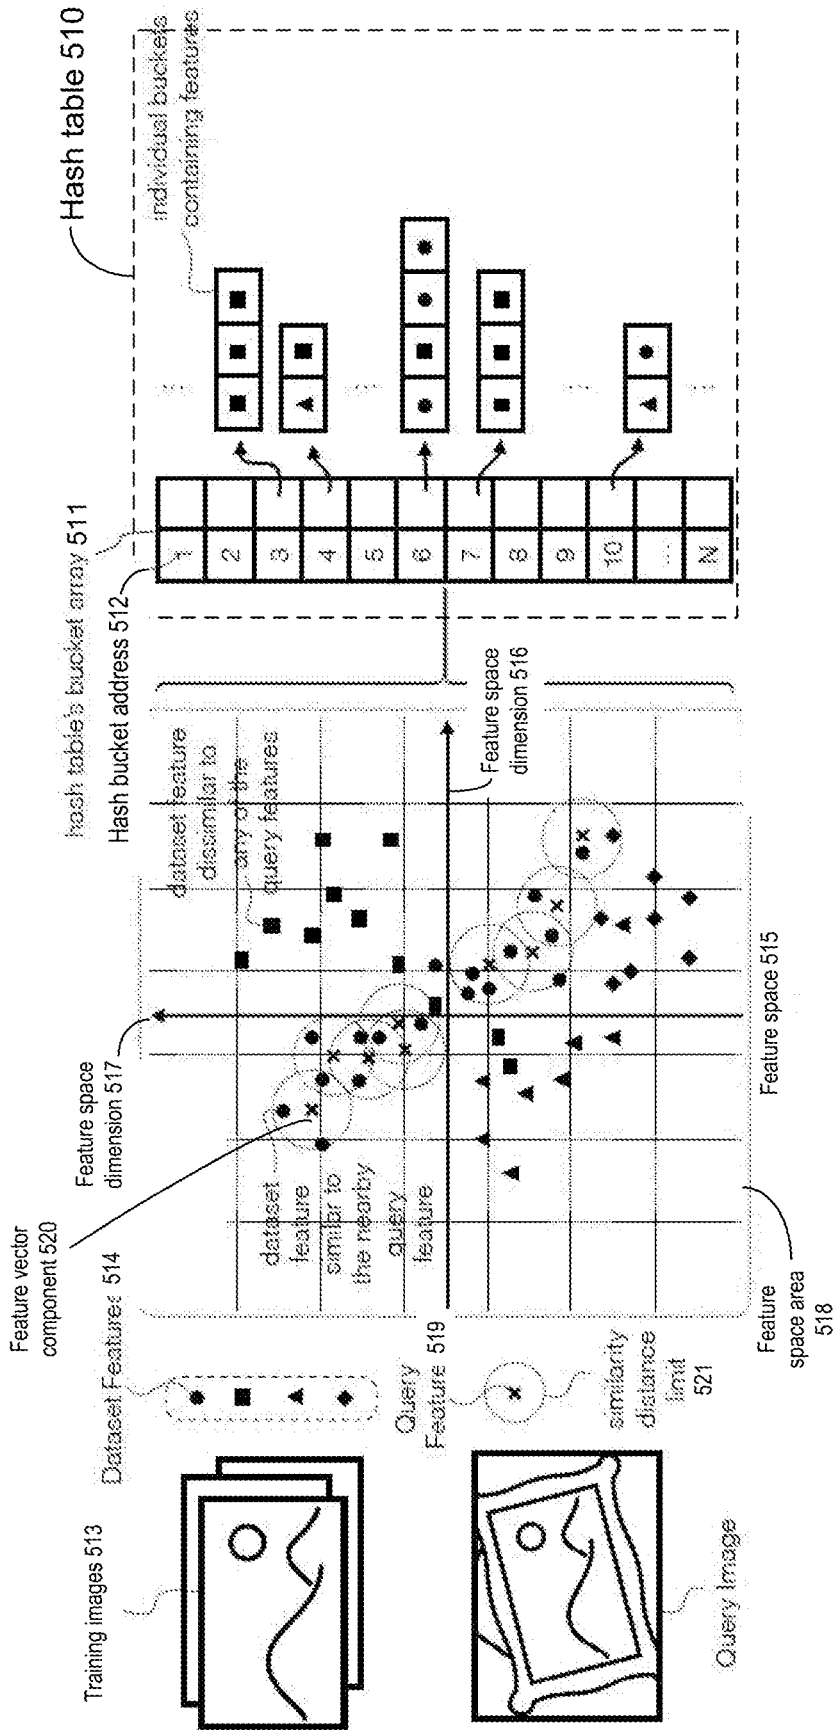 Hash table 510
individual buckets
containing features
hash table's bucket array 511
Hash bucket address 512
1
2
3
4
5
6
7
8
9
10
...
N
dataset feature
dissimilar to
any of the
query features
Feature space
dimension 516
Feature space
dimension 517
Feature space 515
Feature vector
component 520
dataset
feature
similar to
the nearby
query
feature
Feature
space area
518
Dataset Features 514
Query
Feature 519
similarity
distance
limit
521
Training images 513
Query Image